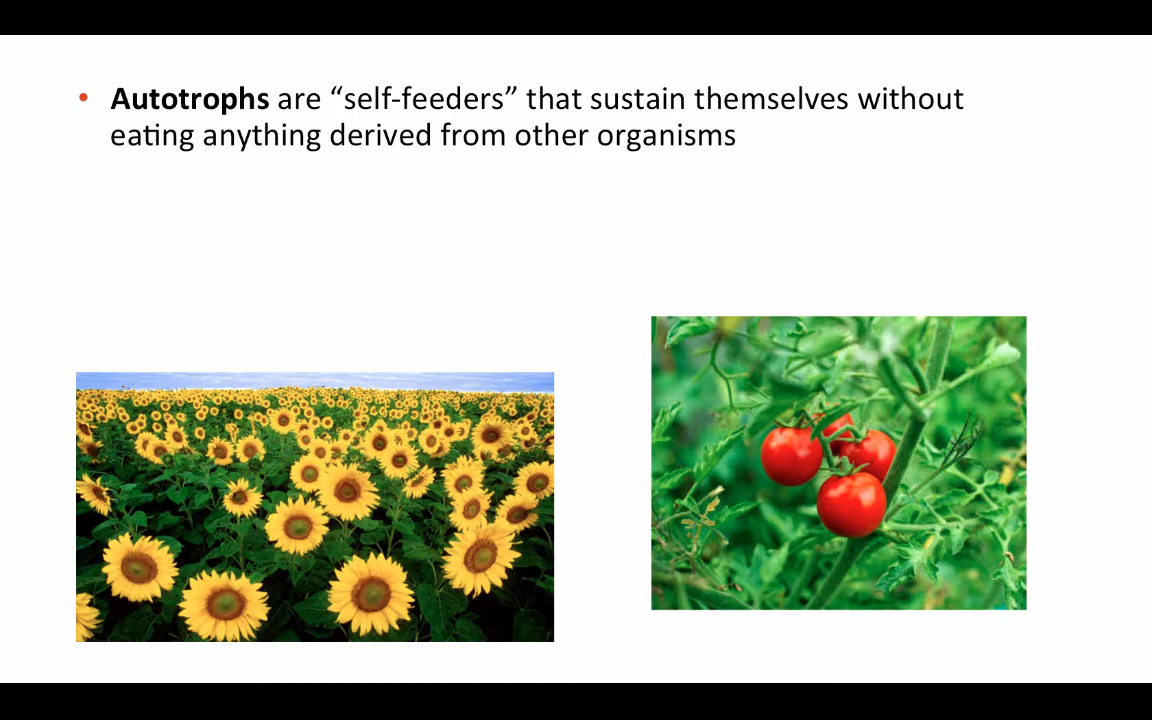 • Autotrophs are “self-feeders” that sustain themselves without
eating anything derived from other organisms